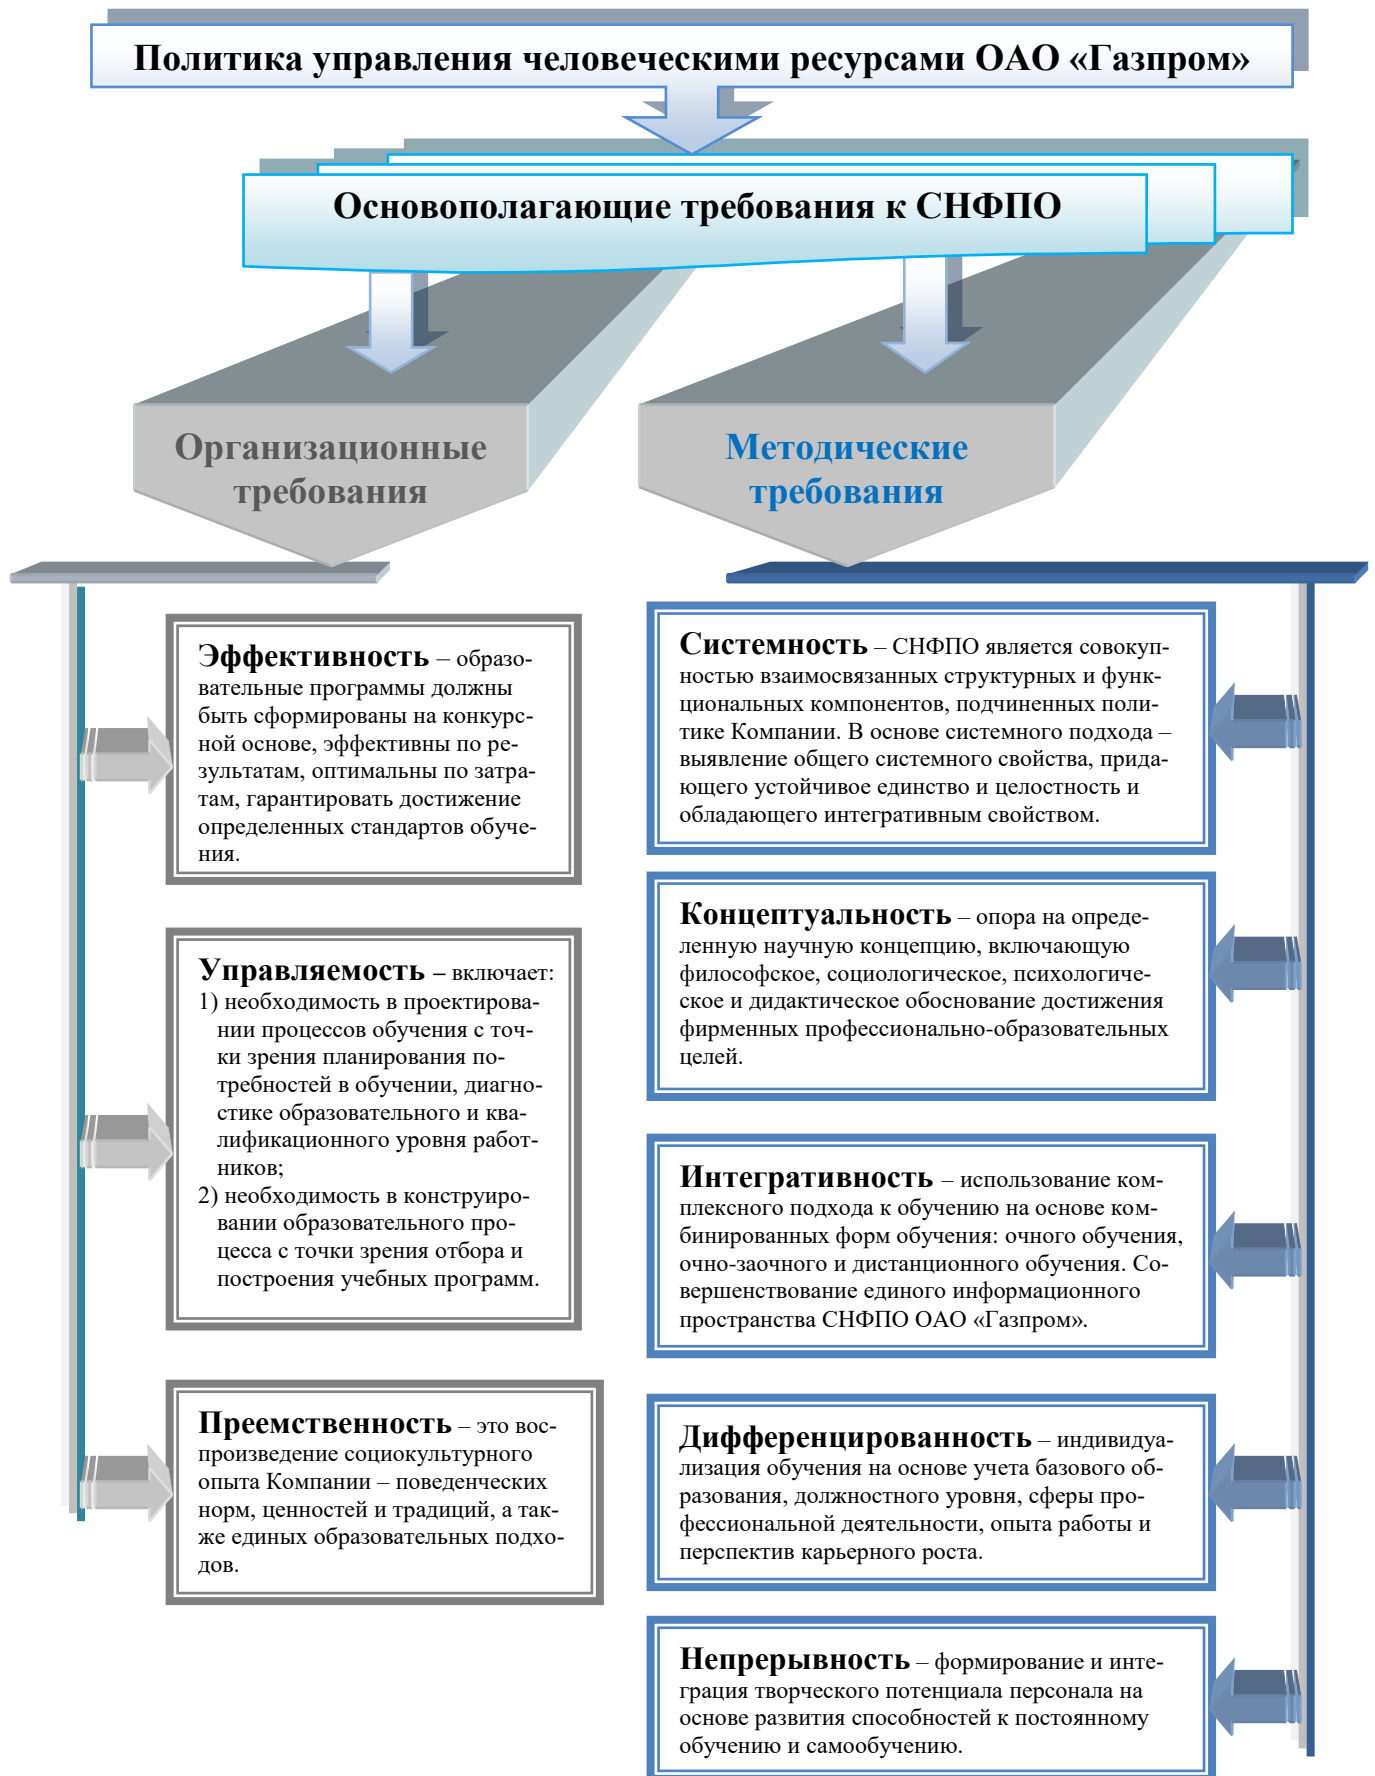 Политика управления человеческими ресурсами ОАО «Газпром»
Основополагающие требования к СНФПО
Организационные
требования
Методические
требования
Эффективность – образо-
вательные программы должны
быть сформированы на конкурс-
ной основе, эффективны по ре-
зультатам, оптимальны по затра-
там, гарантировать достижение
определенных стандартов обуче-
ния.
Управляемость – включает:
1) необходимость в проектирова-
нии процессов обучения с точ-
ки зрения планирования по-
требностей в обучении, диагно-
стике образовательного и ква-
лификационного уровня работ-
ников;
2) необходимость в конструиро-
вании образовательного про-
цесса с точки зрения отбора и
построения учебных программ.
Преемственность – это вос-
произведение социокультурного
опыта Компании – поведенческих
норм, ценностей и традиций, а так-
же единых образовательных подхо-
дов.
Системность – СНФПО является совокуп-
ностью взаимосвязанных структурных и функ-
циональных компонентов, подчиненных поли-
тике Компании. В основе системного подхода –
выявление общего системного свойства, прида-
ющего устойчивое единство и целостность и
обладающего интегративным свойством.
Концептуальность – опора на опреде-
ленную научную концепцию, включающую
философское, социологическое, психологиче-
ское и дидактическое обоснование достижения
фирменных профессионально-образовательных
целей.
Интегративность – использование ком-
плексного подхода к обучению на основе ком-
бинированных форм обучения: очного обучения,
очно-заочного и дистанционного обучения. Со-
вершенствование единого информационного
пространства СНФПО ОАО «Газпром».
Дифференцированность – индивидуа-
лизация обучения на основе учета базового об-
разования, должностного уровня, сферы про-
фессиональной деятельности, опыта работы и
перспектив карьерного роста.
Непрерывность – формирование и инте-
грация творческого потенциала персонала на
основе развития способностей к постоянному
обучению и самообучению.